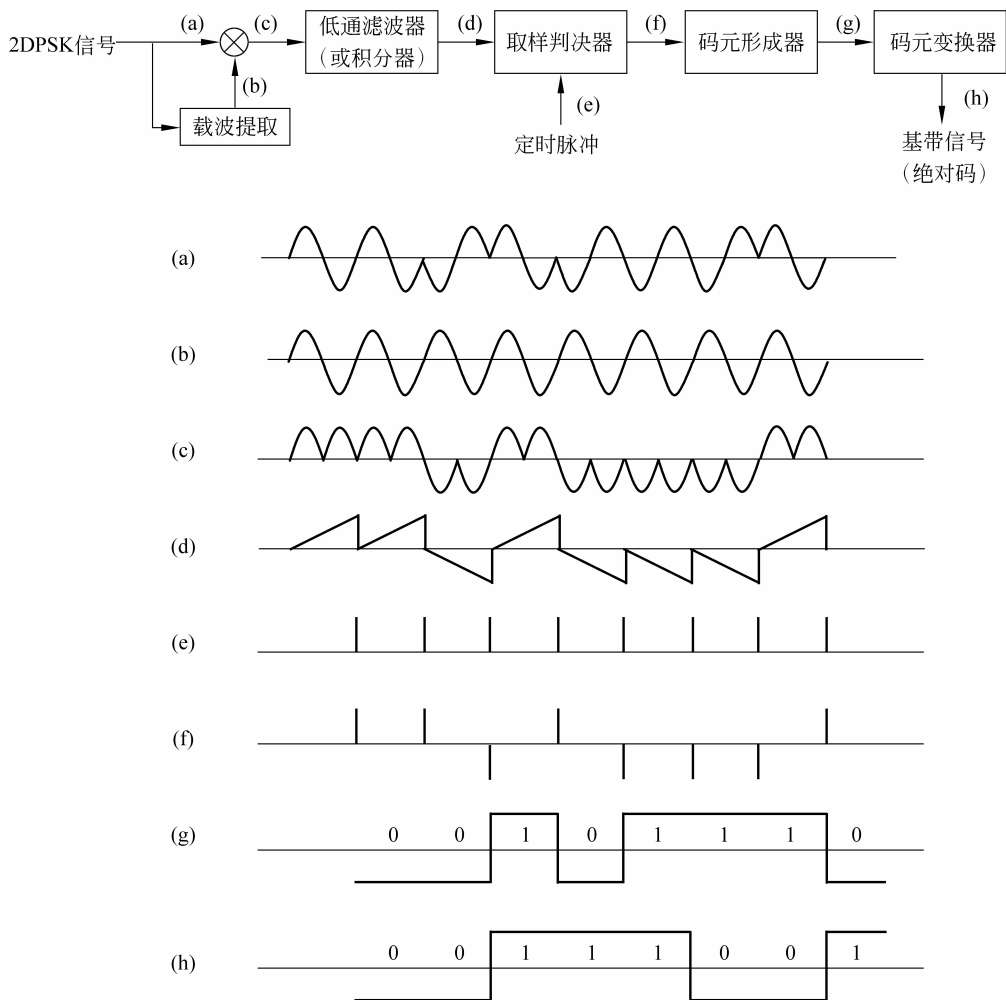 2DPSK信号
(a)
(c)
低通滤波器
（或积分器）
(d)
取样判决器
(f)
码元形成器
(g)
码元变换器
(b)
载波提取
(e)
定时脉冲
(h)
基带信号
（绝对码）
(a)
(b)
(c)
(d)
(e)
(f)
(g) 0 0 1 0 1 1 1 0
(h) 0 0 1 1 1 0 0 1